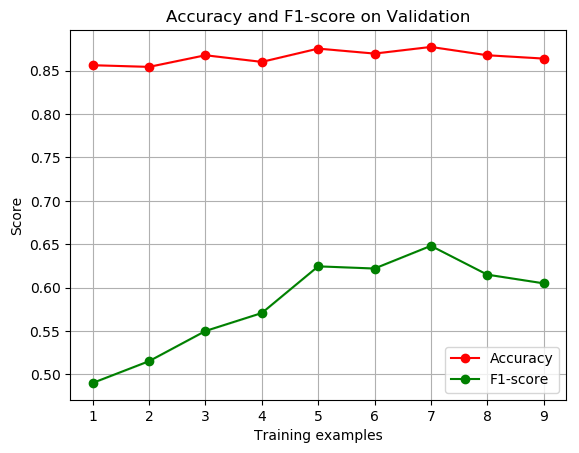 Accuracy and F1-score on Validation
Score
0.85
0.80
0.75
0.70
0.65
0.60
0.55
0.50
Accuracy
F1-score
1 2 3 4 5 6 7 8 9
Training examples